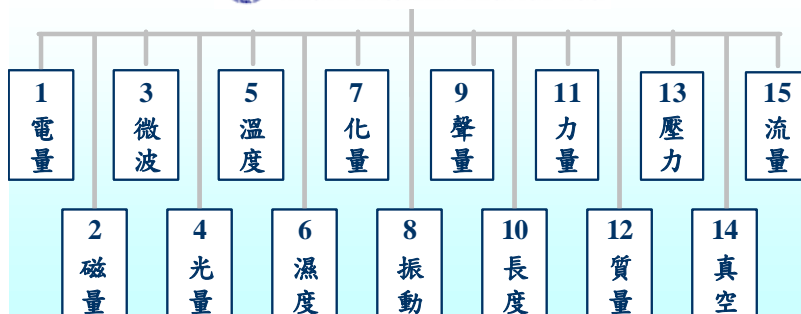 1
電
量
2
磁
量
3
微
波
4
光
量
5
溫
度
6
濕
度
7
化
量
8
振
動
9
聲
量
10
長
度
11
力
量
12
質
量
13
壓
力
14
真
空
15
流
量